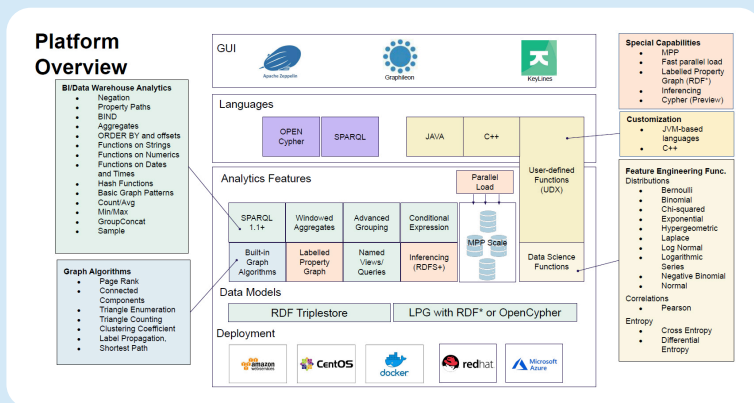 Platform
Overview
BI/Data Warehouse Analytics
Negation
Property Paths
BIND
Aggregates
ORDER BY and offsets
Functions on Strings
Functions on Numerics
Functions on Dates
and Times
Hash Functions
Basic Graph Patterns
Count/Avg
Min/Max
GroupConcat
Sample
Graph Algorithms
Page Rank
Connected
Components
Triangle Enumeration
Triangle Counting
Clustering Coefficient
Label Propagation,
Shortest Path
GUI
Apache Zeppelin
Graphileon
KeyLines
Languages
OPEN
Cypher
SPARQL
JAVA
C++
User-defined
Functions
(UDX)
Analytics Features
Parallel
Load
SPARQL
1.1+
Windowed
Aggregates
Advanced
Grouping
Conditional
Expression
MPP Scale
Built-in
Graph
Algorithms
Labelled
Property
Graph
Named
Views/
Queries
Inferencing
(RDFS+)
Data Science
Functions
Data Models
RDF Triplestore
LPG with RDF* or OpenCypher
Deployment
amazon
webservices
CentOS
docker
redhat
Microsoft
Azure
Special Capabilities
MPP
Fast parallel load
Labelled Property
Graph (RDF*)
Inferencing
Cypher (Preview)
Customization
JVM-based
languages
C++
Feature Engineering Func.
Distributions
Bernoulli
Binomial
Chi-squared
Exponential
Hypergeometric
Laplace
Log Normal
Logarithmic
Series
Negative Binomial
Normal
Correlations
Pearson
Entropy
Cross Entropy
Differential
Entropy